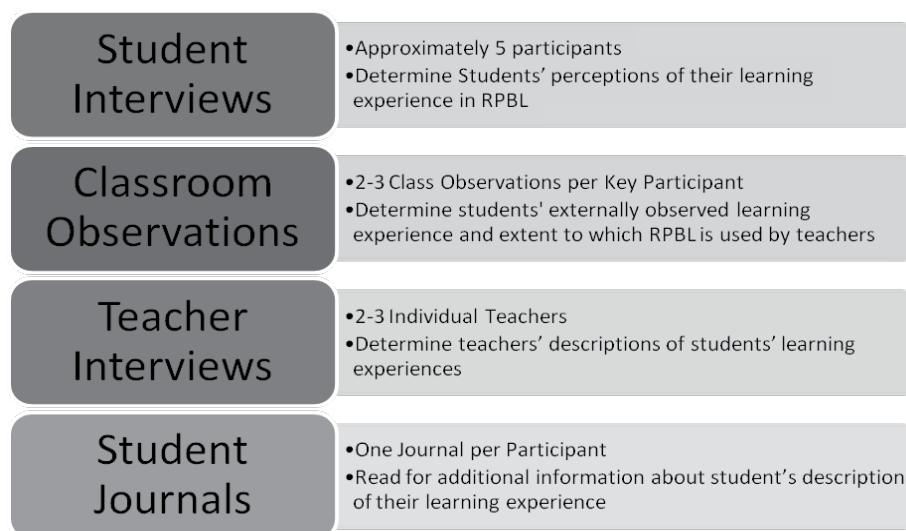 Student
Interviews
•Approximately 5 participants
•Determine Students’ perceptions of their learning
experience in RPBL
Classroom
Observations
•2-3 Class Observations per Key Participant
•Determine students' externally observed learning
experience and extent to which RPBL is used by teachers
Teacher
Interviews
•2-3 Individual Teachers
•Determine teachers’ descriptions of students’ learning
experiences
Student
Journals
•One Journal per Participant
•Read for additional information about student’s description
of their learning experience